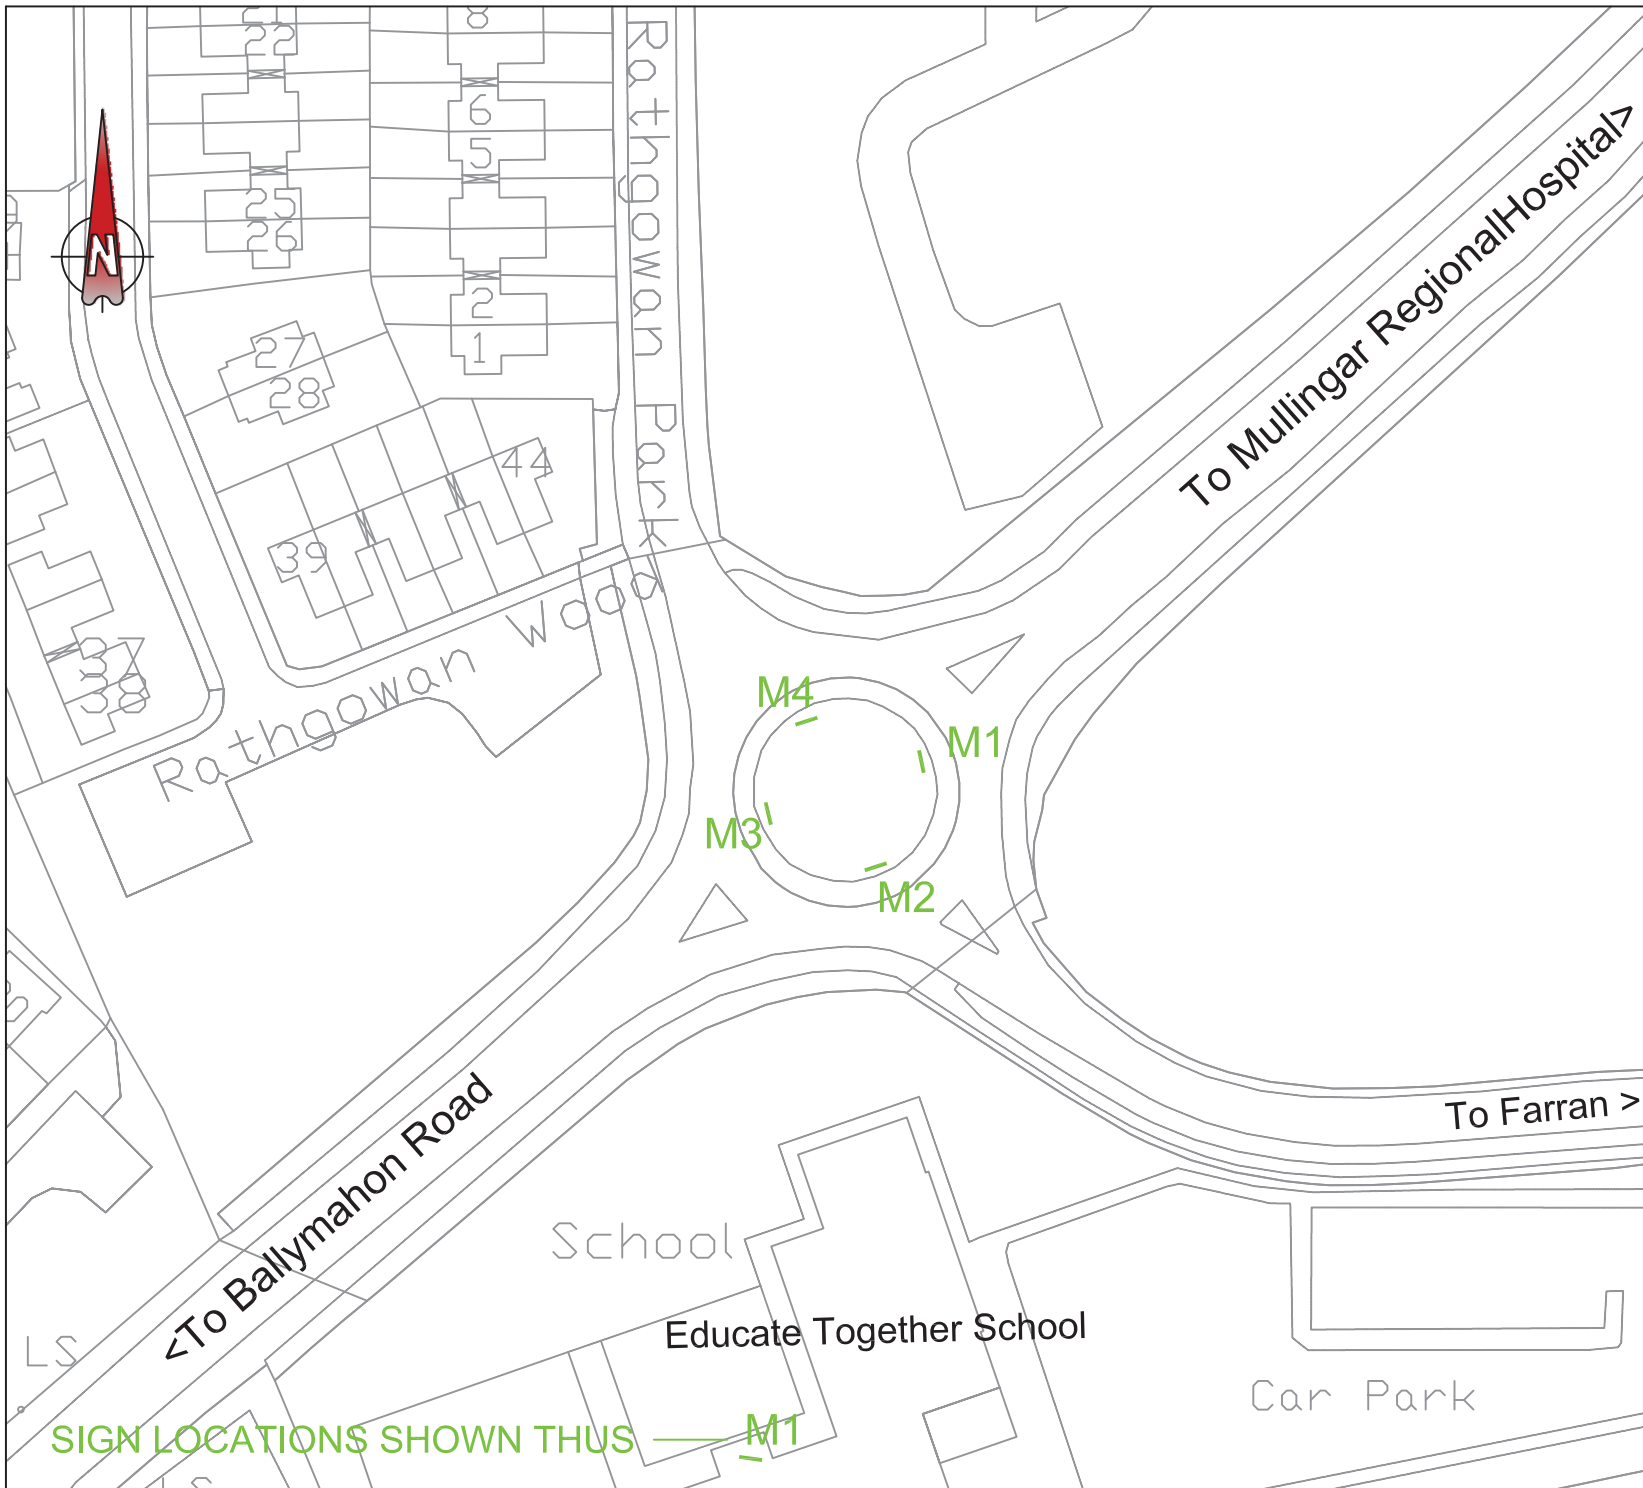 21
22
8
6
5
25
26
2
1
27
28
44
39
37
38
N
Rathgowan Park
Rathgowan Wood
To Mullingar RegionalHospital>
M4
M1
M3
M2
To Farran >
<To Ballymahon Road
School
Educate Together School
LS
Car Park
SIGN LOCATIONS SHOWN THUS
M1
LS